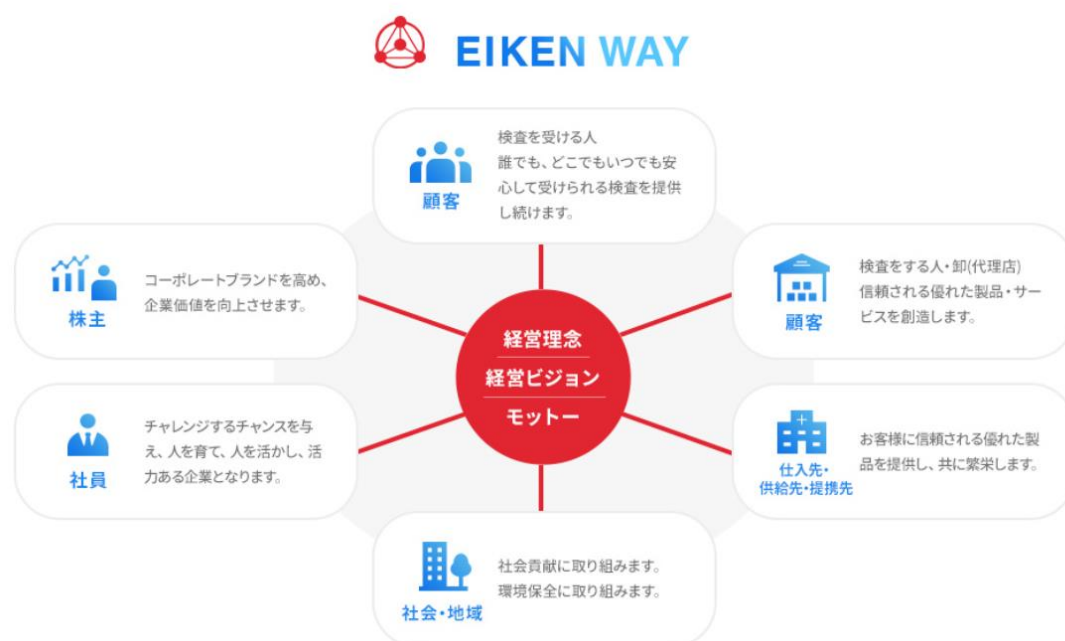 EIKEN WAY
顧客
検査を受ける人
誰でも、どこでもいつでも安
心して受けられる検査を提供
し続けます。
株主
コーポレートブランドを高め、
企業価値を向上させます。
顧客
検査をする人・卸(代理店)
信頼される優れた製品・サー
ビスを創造します。
経営理念
経営ビジョン
モットー
社員
チャレンジするチャンスを与
え、人を育て、人を活かし、活
力ある企業となります。
仕入先・
供給先・提携先
お客様に信頼される優れた製
品を提供し、共に繁栄します。
社会・地域
社会貢献に取り組みます。
環境保全に取り組みます。